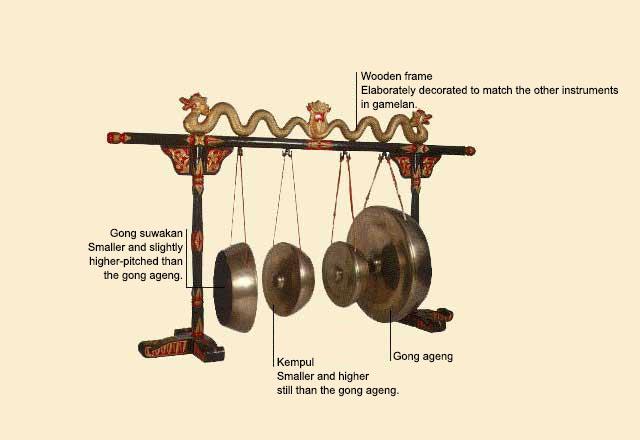 Wooden frame
Elaborately decorated to match the other instruments
in gamelan.
Gong suwakan
Smaller and slightly
higher-pitched than
the gong ageng.
Gong ageng
Kempul
Smaller and higher
still than the gong ageng.